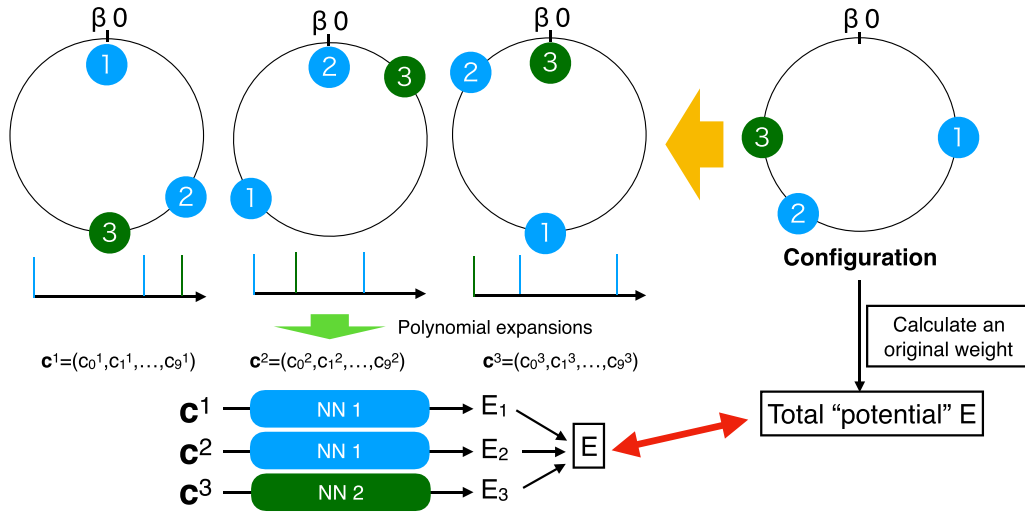 β 0
β 0
β 0
β 0
1
2
3
2
3
1
3
2
1
3
1
2
Configuration
Polynomial expansions
Calculate an
original weight
c¹=(c₀¹,c₁¹,…,c₉¹)
c²=(c₀²,c₁²,…,c₉²)
c³=(c₀³,c₁³,…,c₉³)
c¹ NN 1 E₁
c² NN 1 E₂
c³ NN 2 E₃
E
Total “potential” E